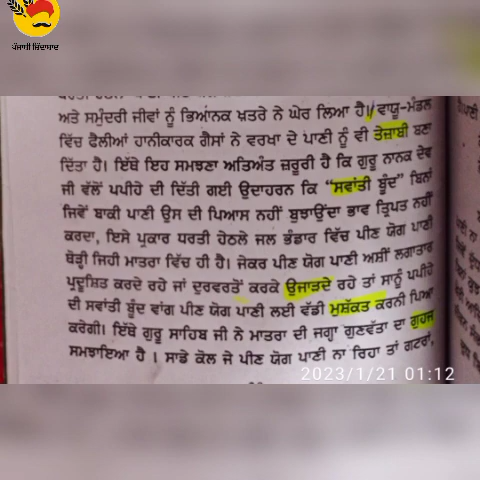 ਪੰਜਾਬੀ ਜ਼ਿੰਦਾਬਾਦ
ਅਤੇ ਸਮੁੰਦਰੀ ਜੀਵਾਂ ਨੂੰ ਭਿਆਨਕ ਖ਼ਤਰੇ ਨੇ ਘੇਰ ਲਿਆ ਹੈ। ਵਾਯੂ-ਮੰਡਲ
ਵਿੱਚ ਫੈਲੀਆਂ ਹਾਨੀਕਾਰਕ ਗੈਸਾਂ ਨੇ ਵਰਖਾ ਦੇ ਪਾਣੀ ਨੂੰ ਵੀ ਤੇਜ਼ਾਬੀ ਬਣਾ
ਦਿੱਤਾ ਹੈ। ਇੱਥੇ ਇਹ ਸਮਝਣਾ ਅਤਿਅੰਤ ਜ਼ਰੂਰੀ ਹੈ ਕਿ ਗੁਰੂ ਨਾਨਕ ਦੇਵ
ਜੀ ਵੱਲੋਂ ਪਪੀਹੇ ਦੀ ਦਿੱਤੀ ਗਈ ਉਦਾਹਰਨ ਕਿ “ਸਵਾਂਤੀ ਬੂੰਦ” ਬਿਲਾਂ
ਜਿਵੇਂ ਬਾਕੀ ਪਾਣੀ ਉਸ ਦੀ ਪਿਆਸ ਨਹੀਂ ਬੁਝਾਉਂਦਾ ਭਾਵ ਤ੍ਰਿਪਤ ਨਹੀਂ
ਕਰਦਾ, ਇਸੇ ਪ੍ਰਕਾਰ ਧਰਤੀ ਹੇਠਲੇ ਜਲ ਭੰਡਾਰ ਵਿੱਚ ਪੀਣ ਯੋਗ ਪਾਣੀ
ਥੋੜ੍ਹੀ ਜਿਹੀ ਮਾਤਰਾ ਵਿੱਚ ਹੀ ਹੈ। ਜੇਕਰ ਪੀਣ ਯੋਗ ਪਾਣੀ ਅਸੀਂ ਲਗਾਤਾਰ
ਪ੍ਰਦੂਸ਼ਿਤ ਕਰਦੇ ਰਹੇ ਜਾਂ ਦੁਰਵਰਤੋਂ ਕਰਕੇ ਉਜਾੜਦੇ ਰਹੇ ਤਾਂ ਸਾਨੂੰ ਪਪੀਹੇ
ਦੀ ਸਵਾਂਤੀ ਬੂੰਦ ਵਾਂਗ ਪੀਣ ਯੋਗ ਪਾਣੀ ਲਈ ਵੱਡੀ ਮੁਸ਼ੱਕਤ ਕਰਨੀ ਪਿਆ
ਕਰੇਗੀ। ਇੱਥੇ ਗੁਰੂ ਸਾਹਿਬ ਜੀ ਨੇ ਮਾਤਰਾ ਦੀ ਜਗ੍ਹਾ ਗੁਣਵੱਤਾ ਦਾ ਗੁਹਜ
ਸਮਝਾਇਆ ਹੈ । ਸਾਡੇ ਕੋਲ ਜੇ ਪੀਣ ਯੋਗ ਪਾਣੀ ਨਾ ਰਿਹਾ ਤਾਂ ਗਟਰਾਂ,
2023/1/21 01:12